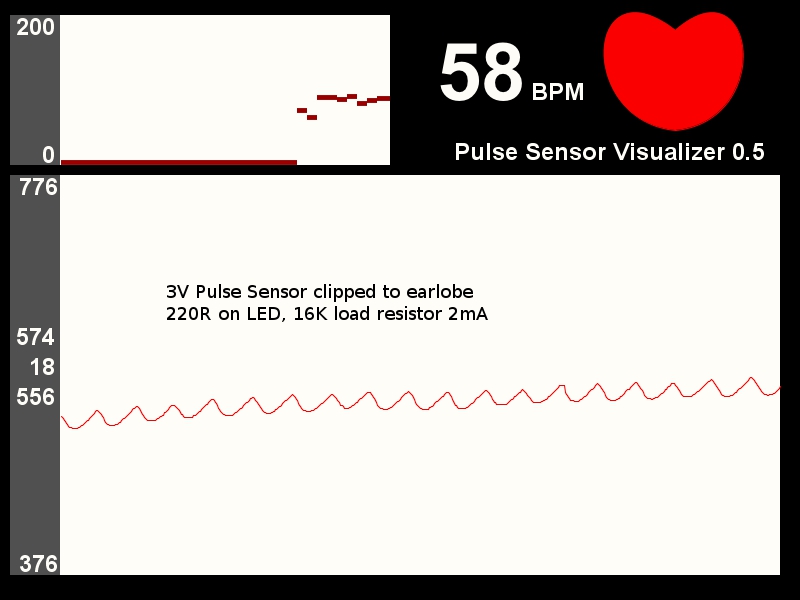 200
0
58 BPM
Pulse Sensor Visualizer 0.5
776
3V Pulse Sensor clipped to earlobe
220R on LED, 16K load resistor 2mA
574
18
556
376